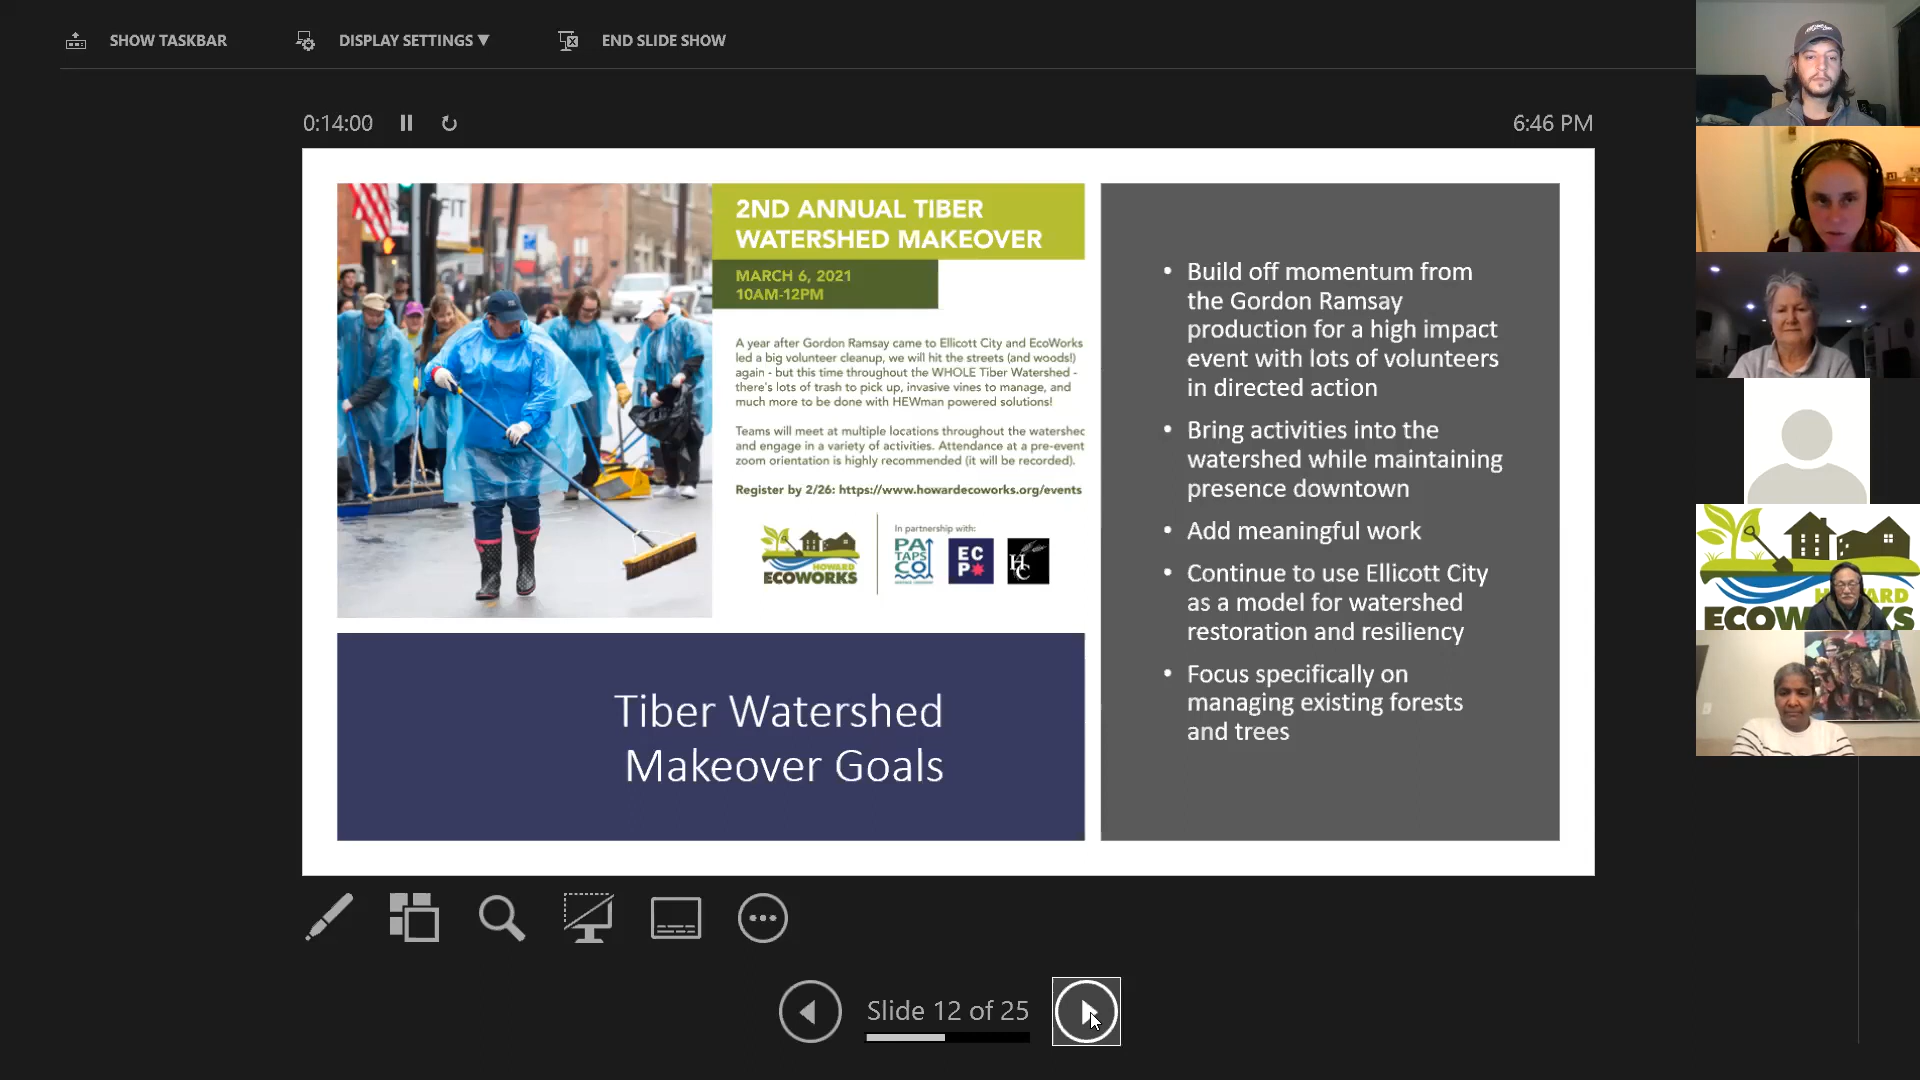 SHOW TASKBAR
DISPLAY SETTINGS ▼
END SLIDE SHOW
0:14:00
6:46 PM
FIT
2ND ANNUAL TIBER
WATERSHED MAKEOVER
MARCH 6, 2021
10AM-12PM
A year after Gordon Ramsay came to Ellicott City and EcoWorks
led a big volunteer cleanup, we will hit the streets (and woods!)
again - but this time throughout the WHOLE Tiber Watershed -
there's lots of trash to pick up, invasive vines to manage, and
much more to be done with HEWman powered solutions!
Teams will meet at multiple locations throughout the watershed
and engage in a variety of activities. Attendance at a pre-event
zoom orientation is highly recommended (it will be recorded).
Register by 2/26: https://www.howardecoworks.org/events
HOWARD
ECOWORKS
In partnership with:
PA
TAPS
CO
EC
P
HC
Tiber Watershed
Makeover Goals
• Build off momentum from
the Gordon Ramsay
production for a high impact
event with lots of volunteers
in directed action
• Bring activities into the
watershed while maintaining
presence downtown
• Add meaningful work
• Continue to use Ellicott City
as a model for watershed
restoration and resiliency
• Focus specifically on
managing existing forests
and trees
Slide 12 of 25
H ARD
ECOW KS